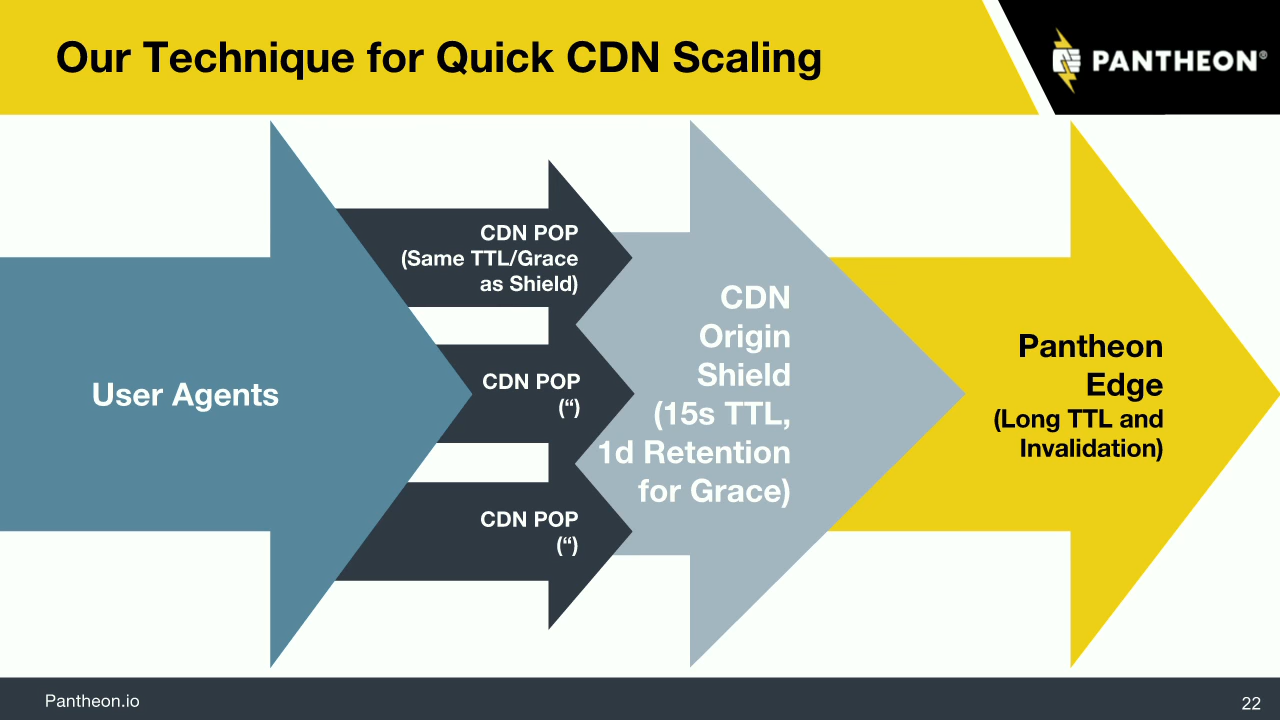 Our Technique for Quick CDN Scaling
PANTHEON®
User Agents
CDN POP
(Same TTL/Grace
as Shield)
CDN POP
(“)
CDN POP
(“)
CDN
Origin
Shield
(15s TTL,
1d Retention
for Grace)
Pantheon
Edge
(Long TTL and
Invalidation)
Pantheon.io
22